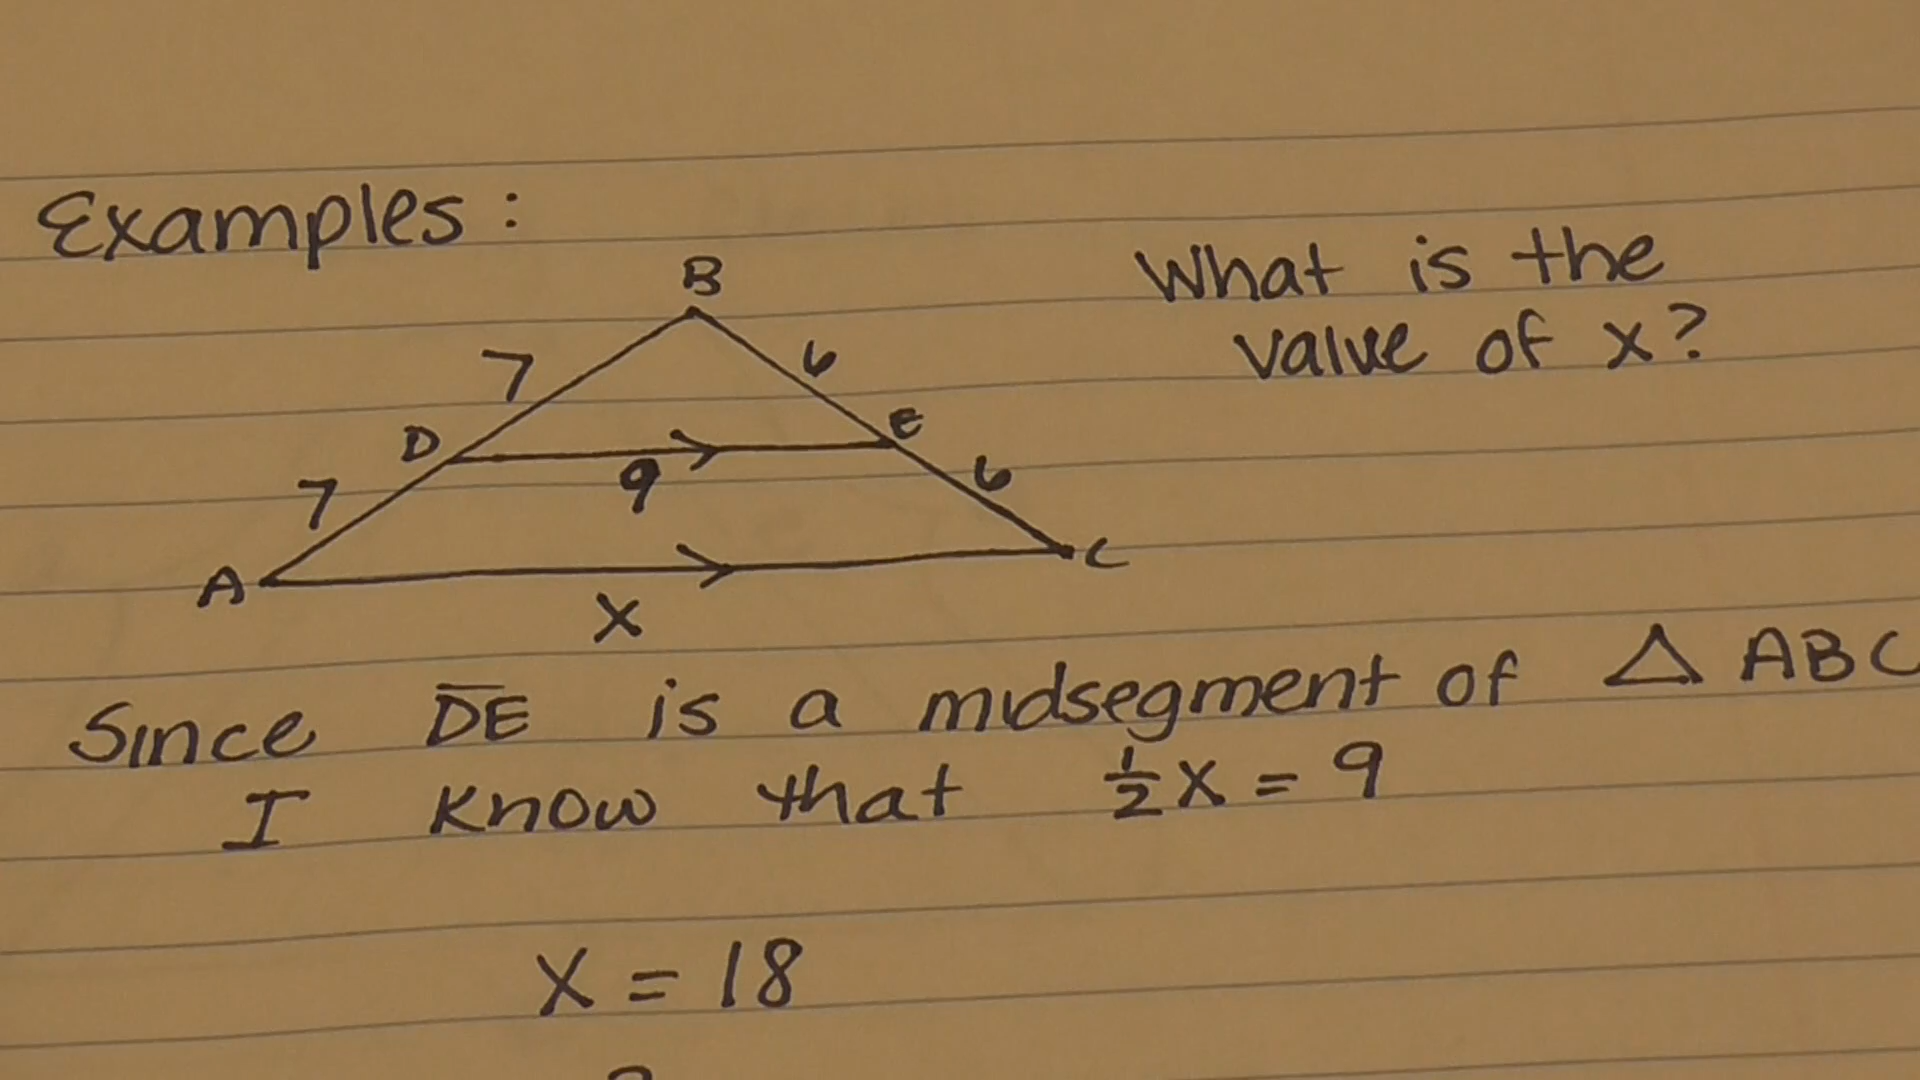 Examples:
What is the
value of x?
B
7
6
D
E
9
7
6
A
C
x
Since DE is a midsegment of △ ABC
I know that ½x = 9
x = 18